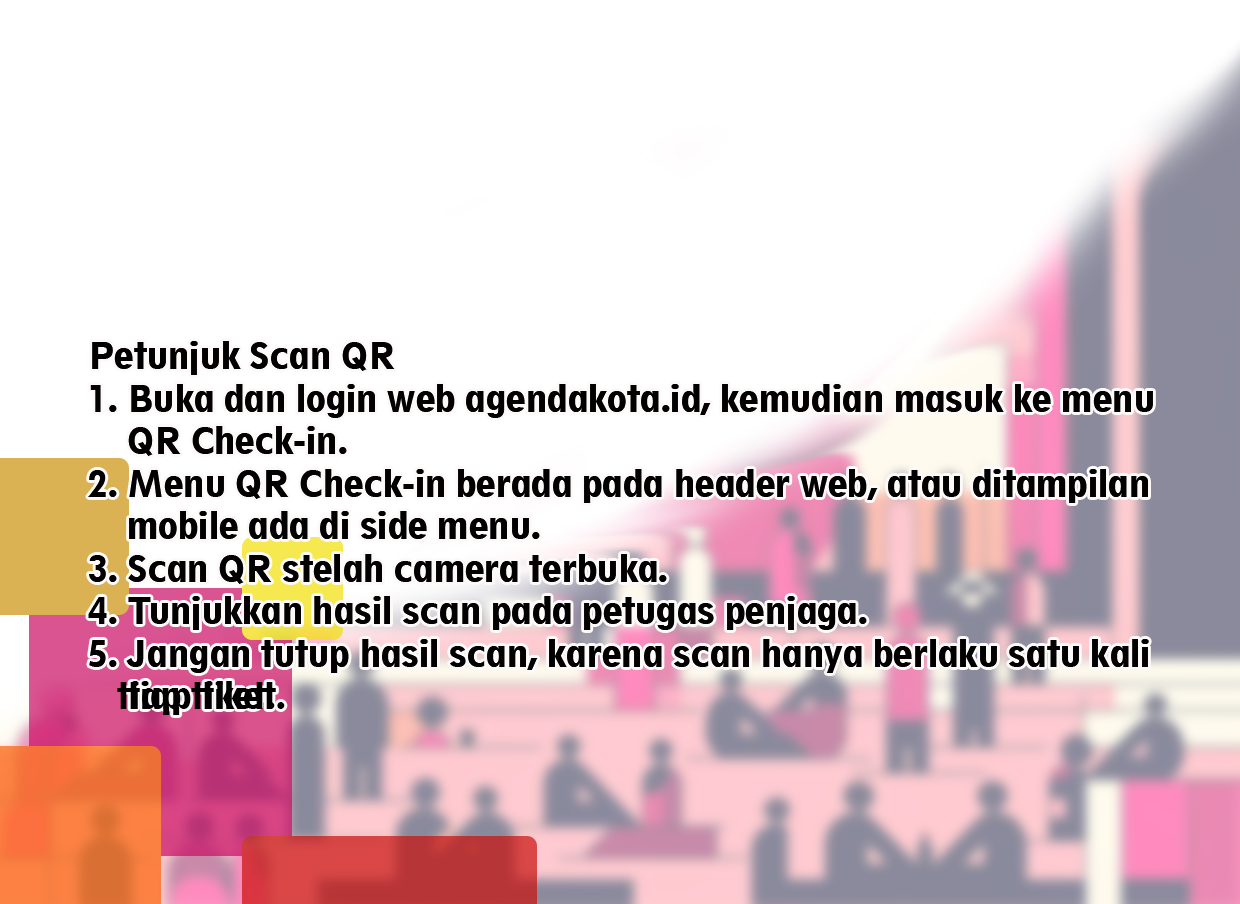 Petunjuk Scan QR
1. Buka dan login web agendakota.id, kemudian masuk ke menu
QR Check-in.
2. Menu QR Check-in berada pada header web, atau ditampilan
mobile ada di side menu.
3. Scan QR stelah camera terbuka.
4. Tunjukkan hasil scan pada petugas penjaga.
5. Jangan tutup hasil scan, karena scan hanya berlaku satu kali
tiap tiket.